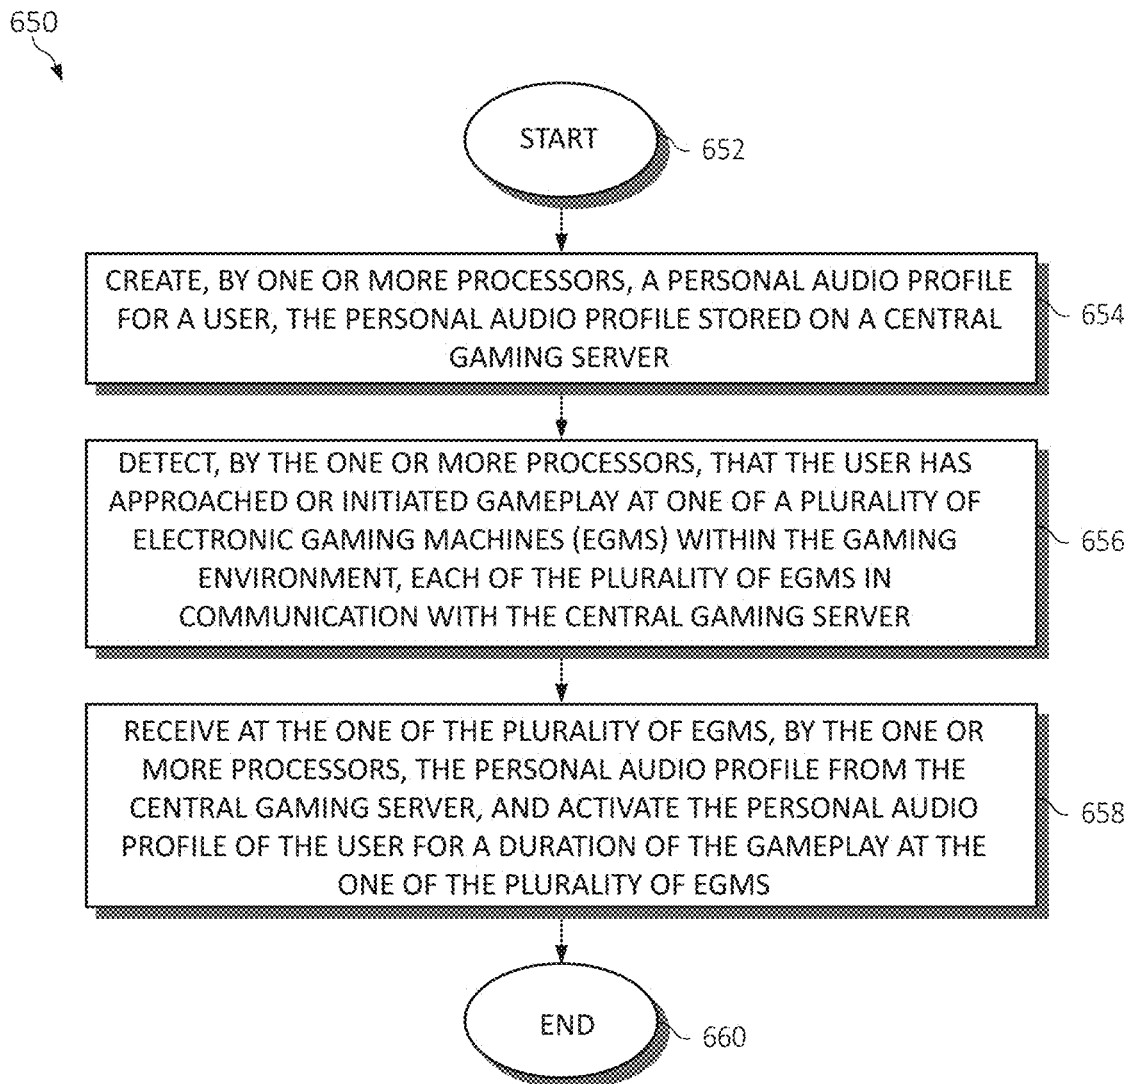 650
START
652
CREATE, BY ONE OR MORE PROCESSORS, A PERSONAL AUDIO PROFILE
FOR A USER, THE PERSONAL AUDIO PROFILE STORED ON A CENTRAL
GAMING SERVER
654
DETECT, BY THE ONE OR MORE PROCESSORS, THAT THE USER HAS
APPROACHED OR INITIATED GAMEPLAY AT ONE OF A PLURALITY OF
ELECTRONIC GAMING MACHINES (EGMS) WITHIN THE GAMING
ENVIRONMENT, EACH OF THE PLURALITY OF EGMS IN
COMMUNICATION WITH THE CENTRAL GAMING SERVER
656
RECEIVE AT THE ONE OF THE PLURALITY OF EGMS, BY THE ONE OR
MORE PROCESSORS, THE PERSONAL AUDIO PROFILE FROM THE
CENTRAL GAMING SERVER, AND ACTIVATE THE PERSONAL AUDIO
PROFILE OF THE USER FOR A DURATION OF THE GAMEPLAY AT THE
ONE OF THE PLURALITY OF EGMS
658
END
660